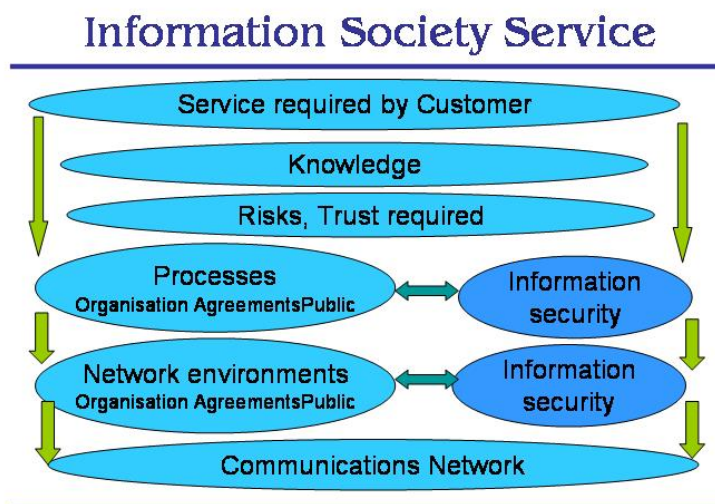 Information Society Service
Service required by Customer
Knowledge
Risks, Trust required
Processes
Organisation AgreementsPublic
Information
security
Network environments
Organisation AgreementsPublic
Information
security
Communications Network